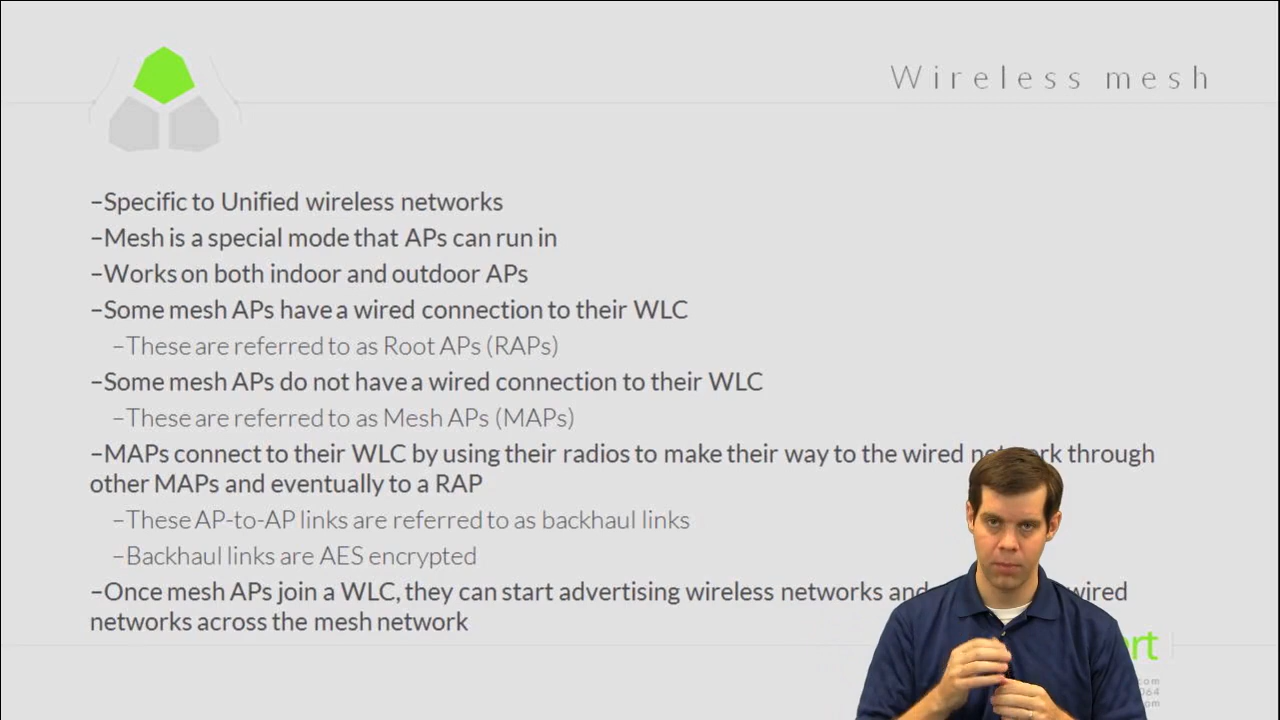 Wireless mesh
–Specific to Unified wireless networks
–Mesh is a special mode that APs can run in
–Works on both indoor and outdoor APs
–Some mesh APs have a wired connection to their WLC
–These are referred to as Root APs (RAPs)
–Some mesh APs do not have a wired connection to their WLC
–These are referred to as Mesh APs (MAPs)
–MAPs connect to their WLC by using their radios to make their way to the wired network through
other MAPs and eventually to a RAP
–These AP-to-AP links are referred to as backhaul links
–Backhaul links are AES encrypted
–Once mesh APs join a WLC, they can start advertising wireless networks and wired
networks across the mesh network